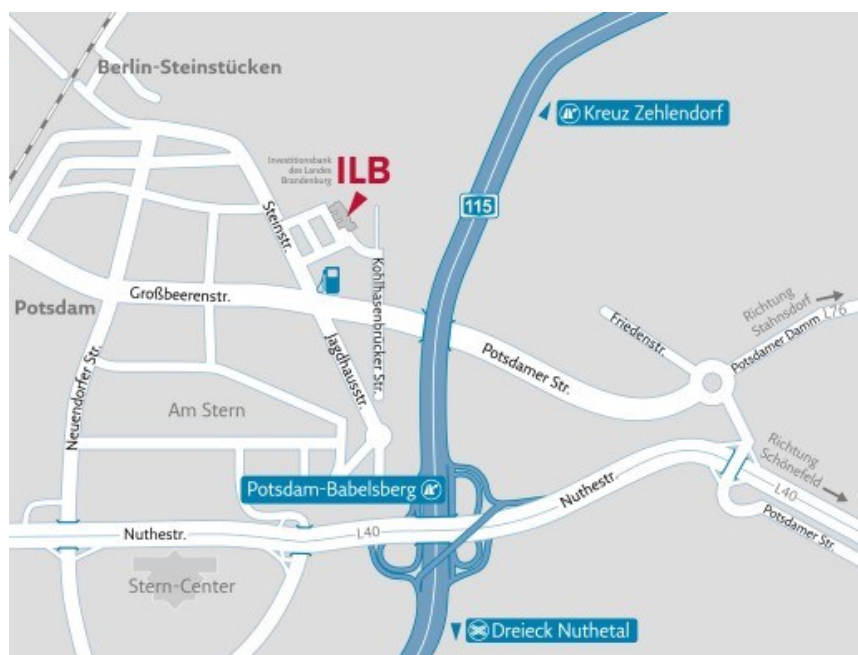 Berlin-Steinstücken
Kreuz Zehlendorf
Investitionsbank
des Landes
Brandenburg
ILB
115
Steinstr.
Kohlhasenbrücker Str.
Großbeerenstr.
Potsdam
Richtung
Stahnsdorf
Potsdamer Damm L76
Friedenstr.
Neuendorfer Str.
Jagdhausstr.
Potsdamer Str.
Am Stern
Richtung
Schönefeld
Potsdam-Babelsberg
Nuthestr.
L40
Nuthestr.
L40
Potsdamer Str.
Stern-Center
Dreieck Nuthetal